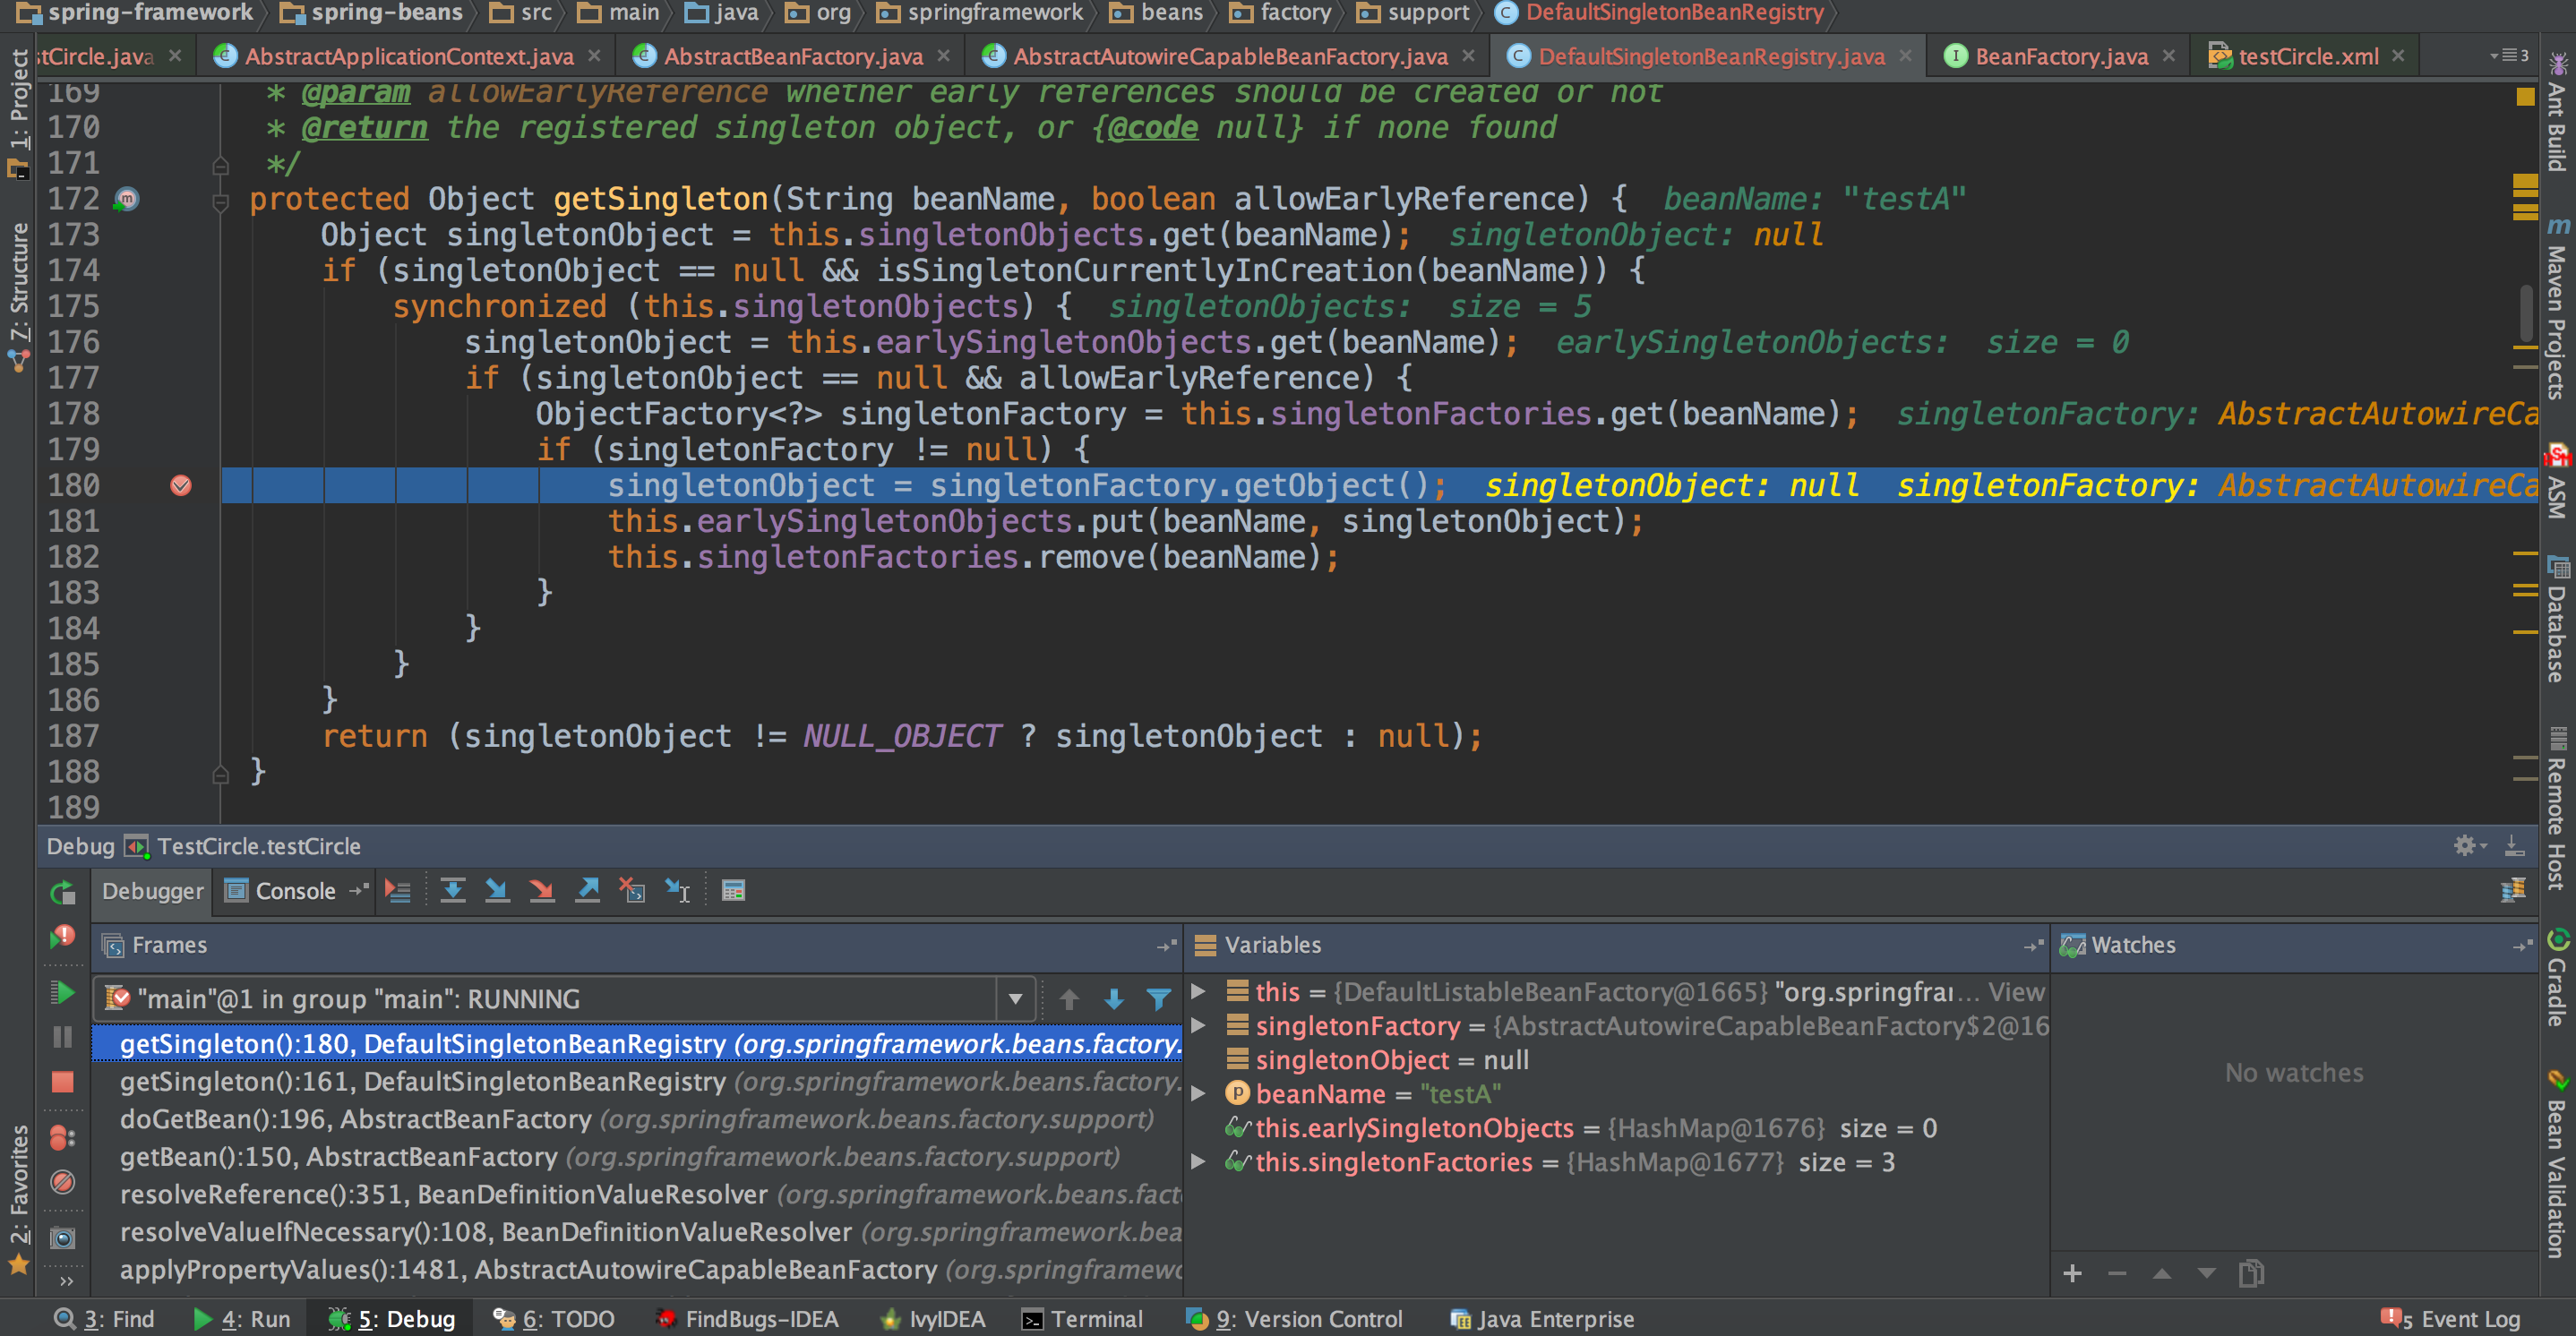 spring-framework spring-beans src main java org springframework beans factory support DefaultSingletonBeanRegistry
stCircle.java AbstractApplicationContext.java AbstractBeanFactory.java AbstractAutowireCapableBeanFactory.java DefaultSingletonBeanRegistry.java BeanFactory.java testCircle.xml 3
1: Project
7: Structure
2: Favorites
169 * @param allowEarlyReference whether early references should be created or not
170 * @return the registered singleton object, or {@code null} if none found
171 */
172 protected Object getSingleton(String beanName, boolean allowEarlyReference) { beanName: "testA"
173 Object singletonObject = this.singletonObjects.get(beanName); singletonObject: null
174 if (singletonObject == null && isSingletonCurrentlyInCreation(beanName)) {
175 synchronized (this.singletonObjects) { singletonObjects: size = 5
176 singletonObject = this.earlySingletonObjects.get(beanName); earlySingletonObjects: size = 0
177 if (singletonObject == null && allowEarlyReference) {
178 ObjectFactory<?> singletonFactory = this.singletonFactories.get(beanName); singletonFactory: AbstractAutowireCa
179 if (singletonFactory != null) {
180 singletonObject = singletonFactory.getObject(); singletonObject: null singletonFactory: AbstractAutowireCa
181 this.earlySingletonObjects.put(beanName, singletonObject);
182 this.singletonFactories.remove(beanName);
183 }
184 }
185 }
186 }
187 return (singletonObject != NULL_OBJECT ? singletonObject : null);
188 }
189
Ant Build
Maven Projects
ASM
Database
Remote Host
Gradle
Bean Validation
Debug TestCircle.testCircle
Debugger Console
Frames
"main"@1 in group "main": RUNNING
getSingleton():180, DefaultSingletonBeanRegistry (org.springframework.beans.factory.
getSingleton():161, DefaultSingletonBeanRegistry (org.springframework.beans.factory.
doGetBean():196, AbstractBeanFactory (org.springframework.beans.factory.support)
getBean():150, AbstractBeanFactory (org.springframework.beans.factory.support)
resolveReference():351, BeanDefinitionValueResolver (org.springframework.beans.fact
resolveValueIfNecessary():108, BeanDefinitionValueResolver (org.springframework.bea
applyPropertyValues():1481, AbstractAutowireCapableBeanFactory (org.springframew
Variables
this = {DefaultListableBeanFactory@1665} "org.springfrar... View
singletonFactory = {AbstractAutowireCapableBeanFactory$2@16
singletonObject = null
beanName = "testA"
this.earlySingletonObjects = {HashMap@1676} size = 0
this.singletonFactories = {HashMap@1677} size = 3
Watches
No watches
3: Find 4: Run 5: Debug 6: TODO FindBugs-IDEA IvyIDEA Terminal 9: Version Control Java Enterprise 5 Event Log